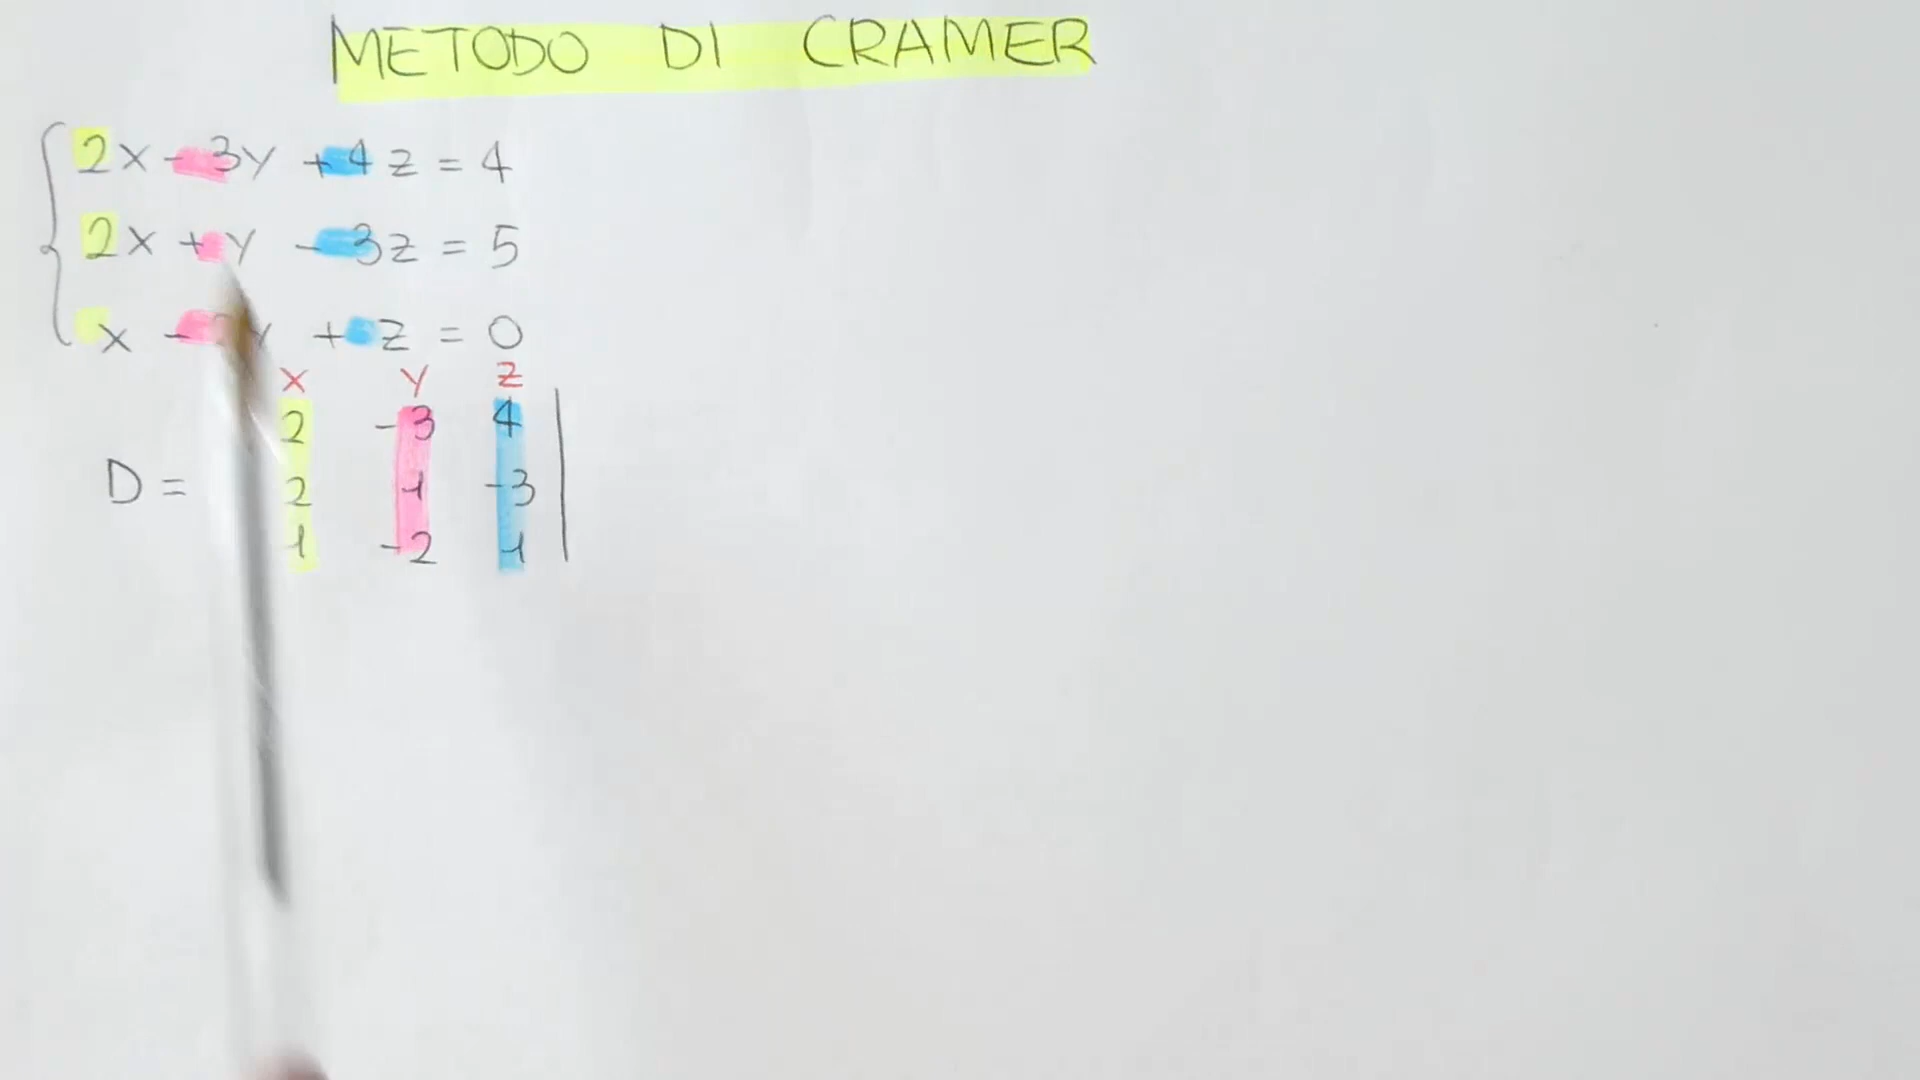 METODO DI CRAMER
2x - 3y + 4z = 4
2x + y - 3z = 5
x - y + z = 0
x y z
2 -3 4
D = 2 1 -3
1 -2 1